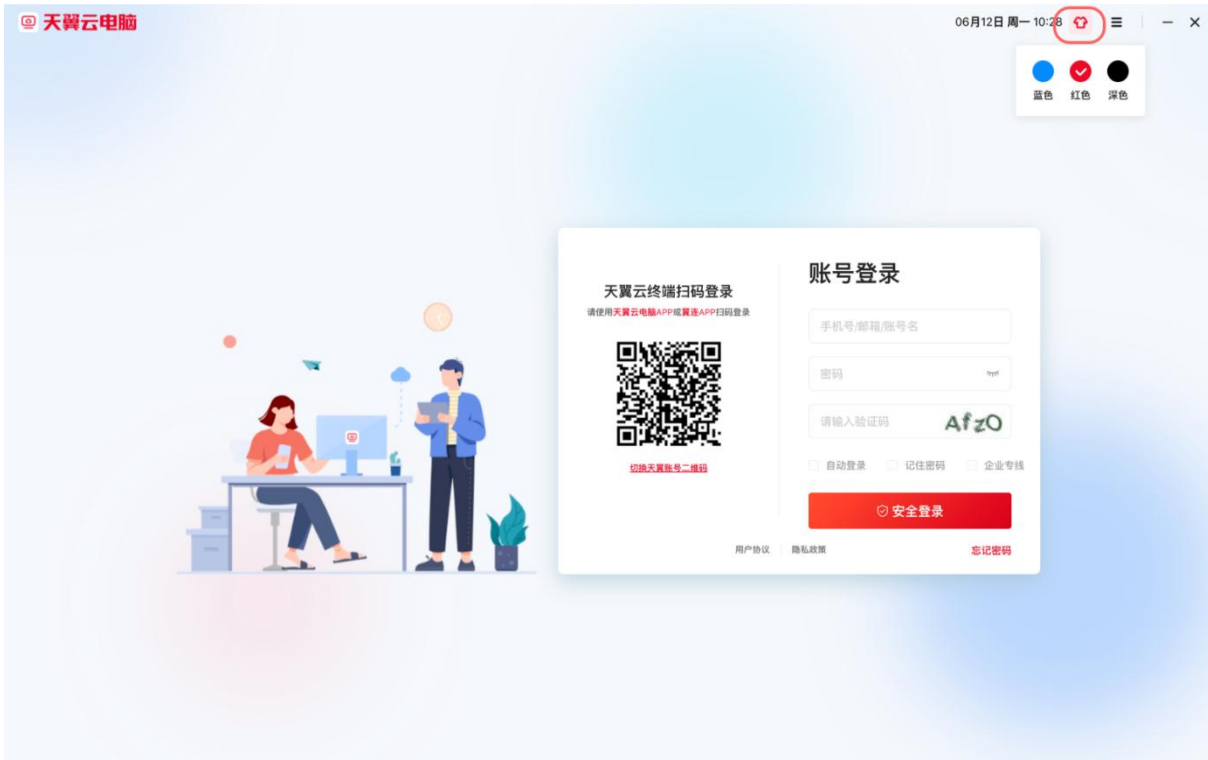 天翼云电脑
06月12日 周一 10:28
蓝色 红色 深色
天翼云终端扫码登录
请使用天翼云电脑APP或翼连APP扫码登录
切换天翼账号二维码
账号登录
手机号/邮箱/账号名
密码
请输入验证码 AfzO
自动登录 记住密码 企业专线
安全登录
用户协议 隐私政策 忘记密码